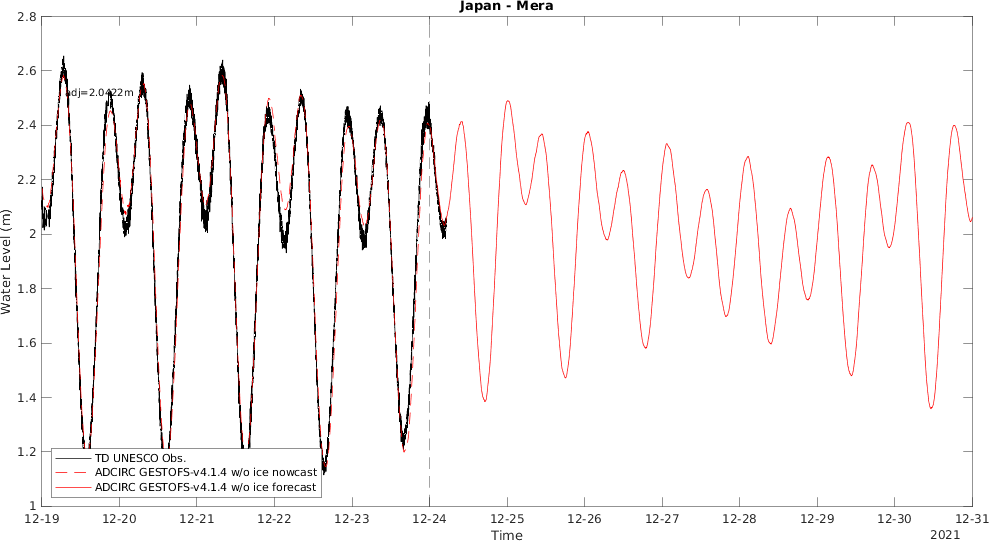 Japan - Mera
2.8
2.6
2.4
2.2
2
1.8
1.6
1.4
1.2
1
Water Level (m)
adj=2.0422m
TD UNESCO Obs.
ADCIRC GESTOFS-v4.1.4 w/o ice nowcast
ADCIRC GESTOFS-v4.1.4 w/o ice forecast
12-19 12-20 12-21 12-22 12-23 12-24 12-25 12-26 12-27 12-28 12-29 12-30 12-31
Time
2021